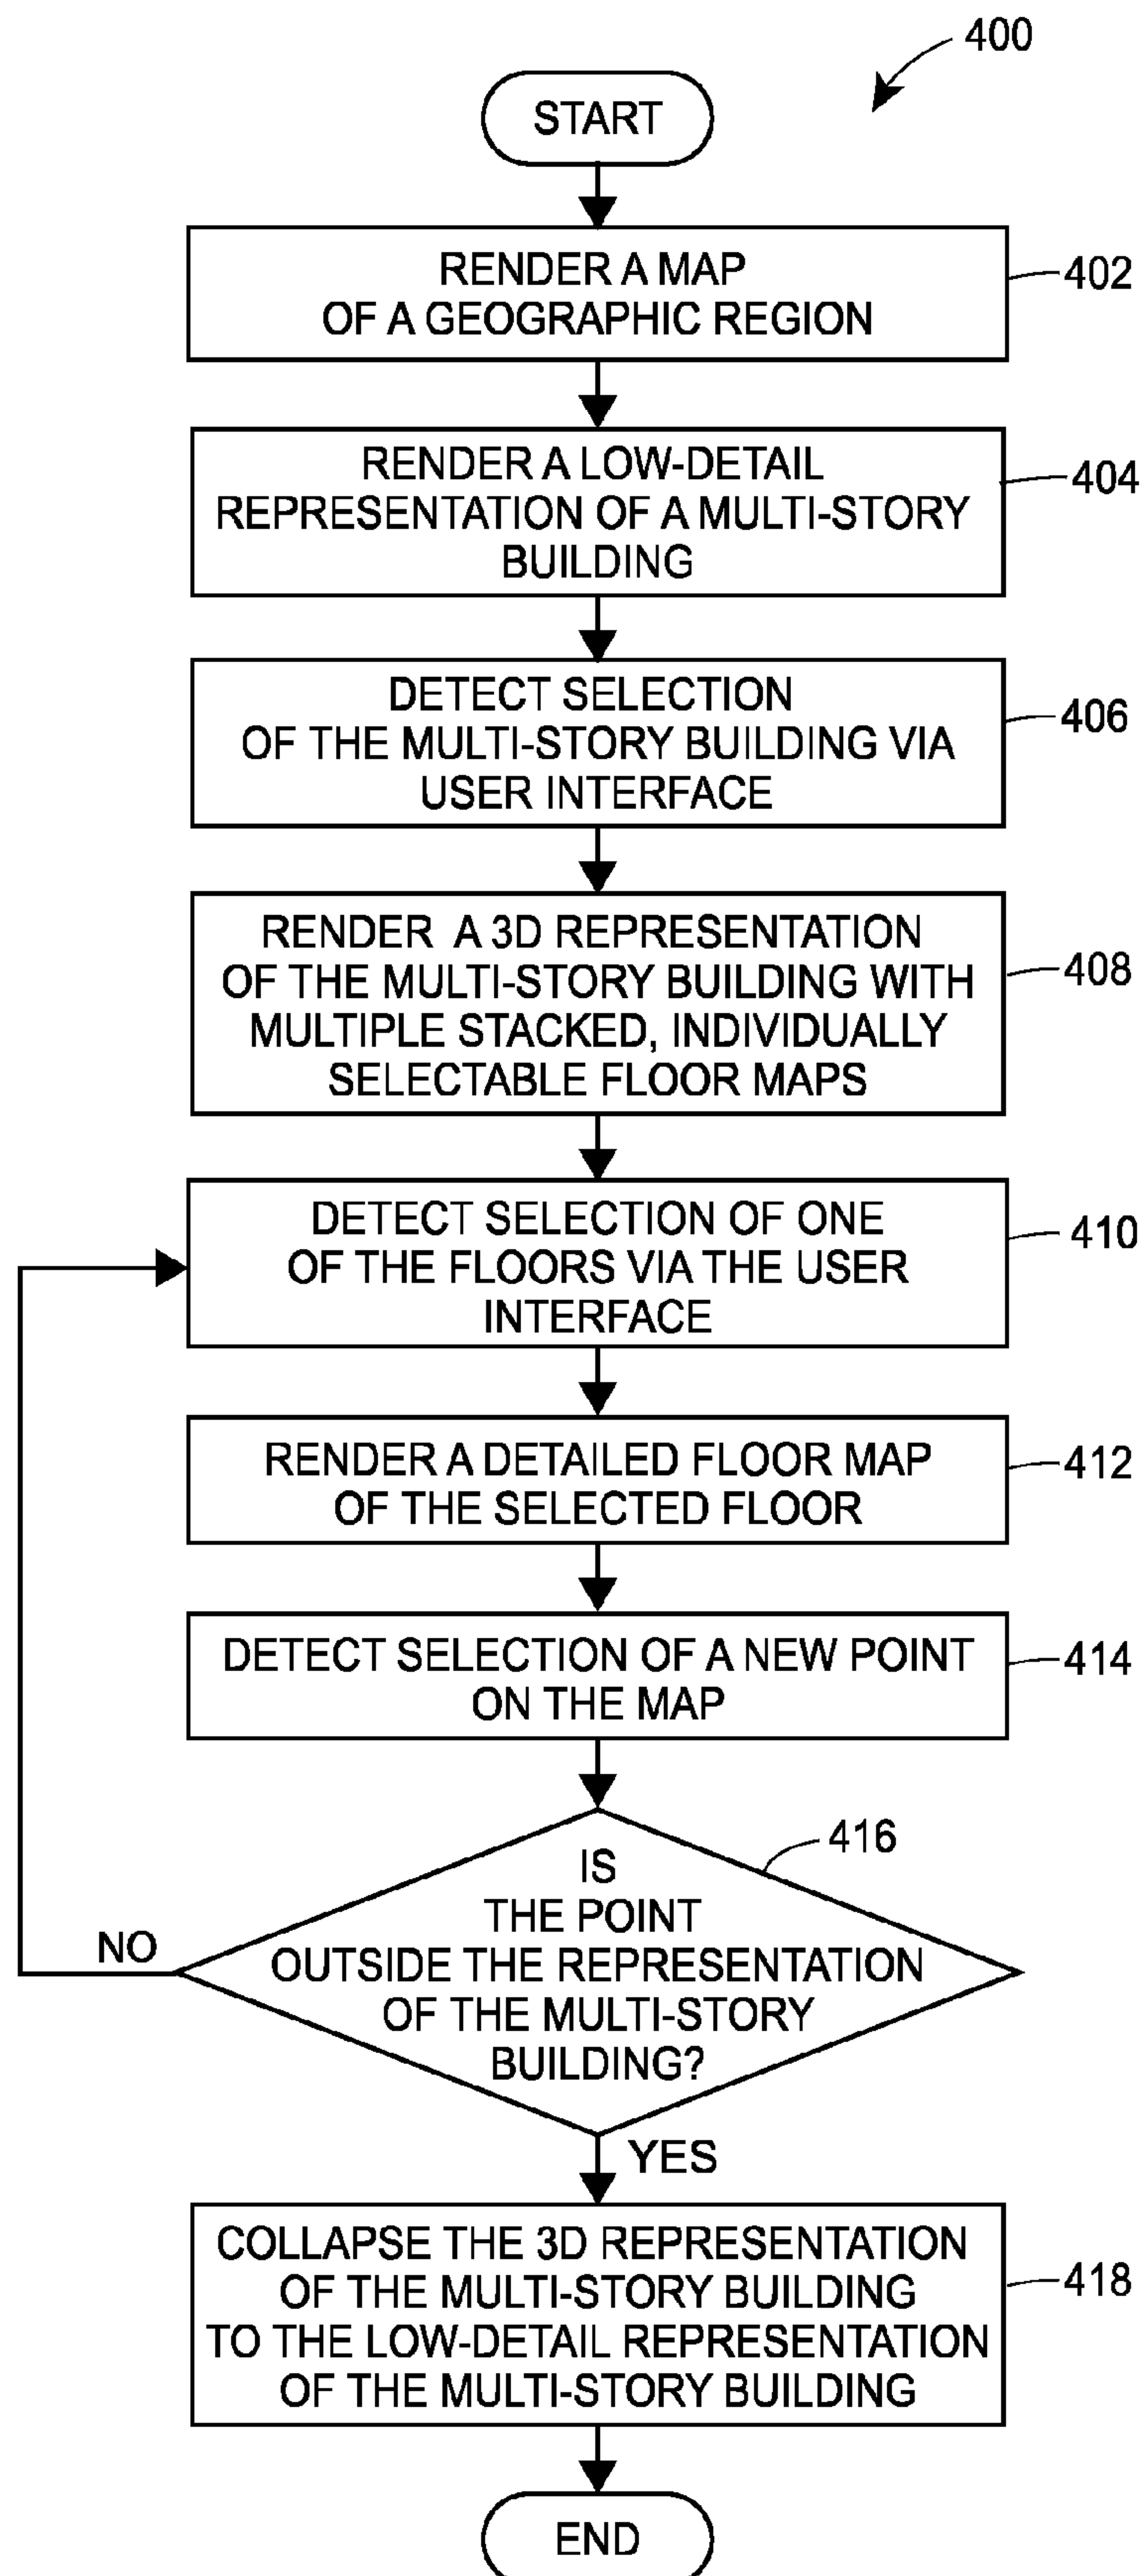 400
START
RENDER A MAP
OF A GEOGRAPHIC REGION
402
RENDER A LOW-DETAIL
REPRESENTATION OF A MULTI-STORY
BUILDING
404
DETECT SELECTION
OF THE MULTI-STORY BUILDING VIA
USER INTERFACE
406
RENDER A 3D REPRESENTATION
OF THE MULTI-STORY BUILDING WITH
MULTIPLE STACKED, INDIVIDUALLY
SELECTABLE FLOOR MAPS
408
DETECT SELECTION OF ONE
OF THE FLOORS VIA THE USER
INTERFACE
410
RENDER A DETAILED FLOOR MAP
OF THE SELECTED FLOOR
412
DETECT SELECTION OF A NEW POINT
ON THE MAP
414
416
IS
THE POINT
OUTSIDE THE REPRESENTATION
OF THE MULTI-STORY
BUILDING?
NO
YES
COLLAPSE THE 3D REPRESENTATION
OF THE MULTI-STORY BUILDING
TO THE LOW-DETAIL REPRESENTATION
OF THE MULTI-STORY BUILDING
418
END